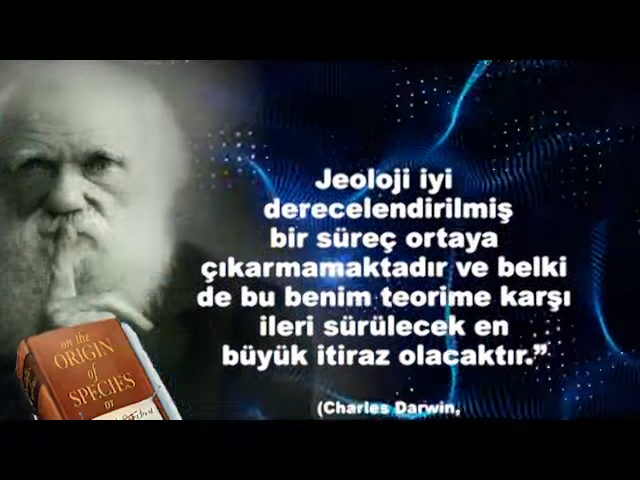 Jeoloji iyi
derecelendirilmiş
bir süreç ortaya
çıkarmamaktadır ve belki
de bu benim teorime karşı
ileri sürülecek en
büyük itiraz olacaktır.”
(Charles Darwin,
on the
ORIGIN
of
SPECIES